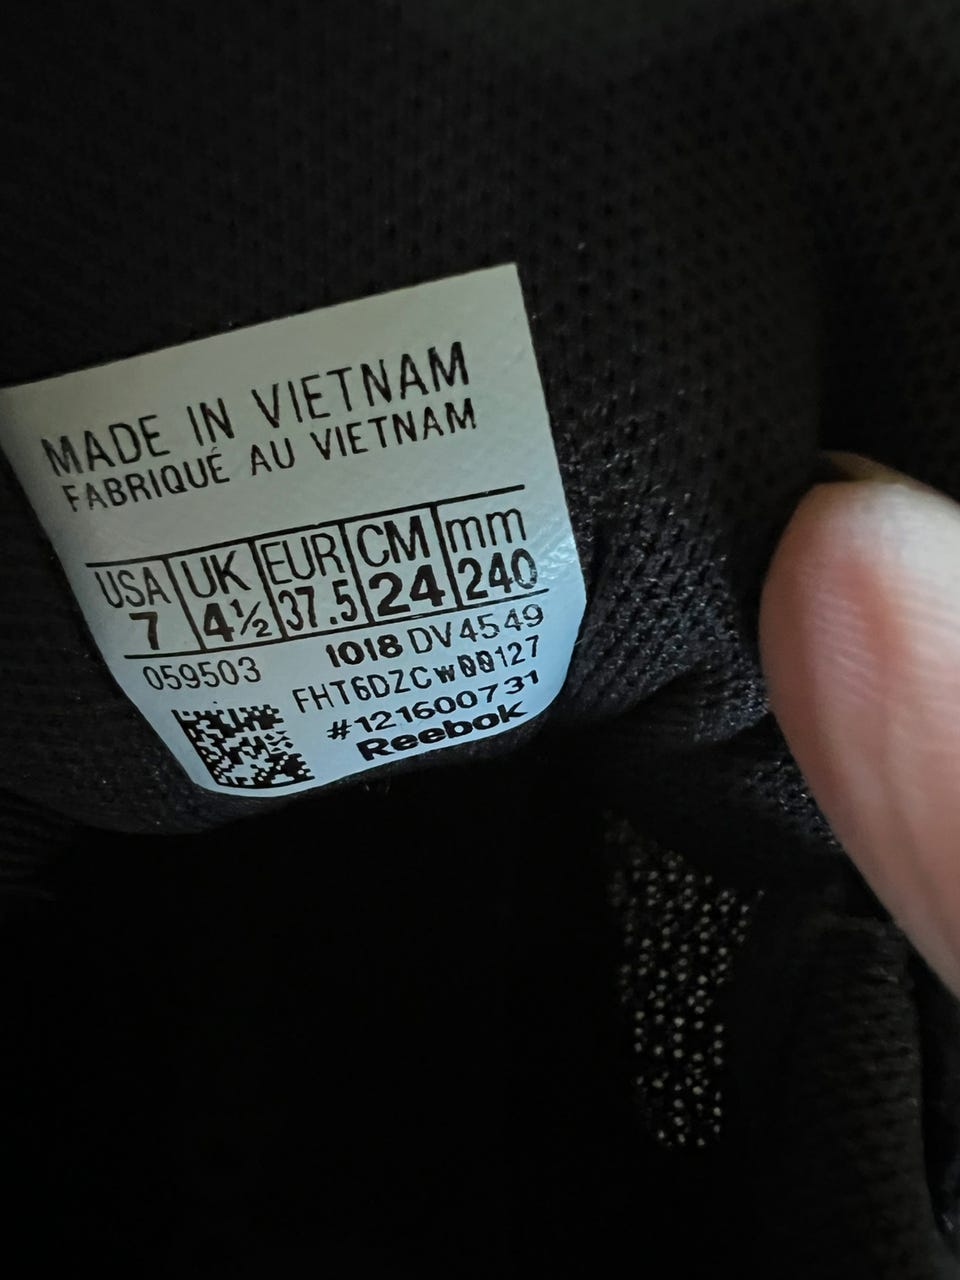 MADE IN VIETNAM
FABRIQUÉ AU VIETNAM
USA UK EUR CM mm
7 4½ 37.5 24 240
059503 1018 DV4549
FHT6DZCW00127
#121600731
Reebok